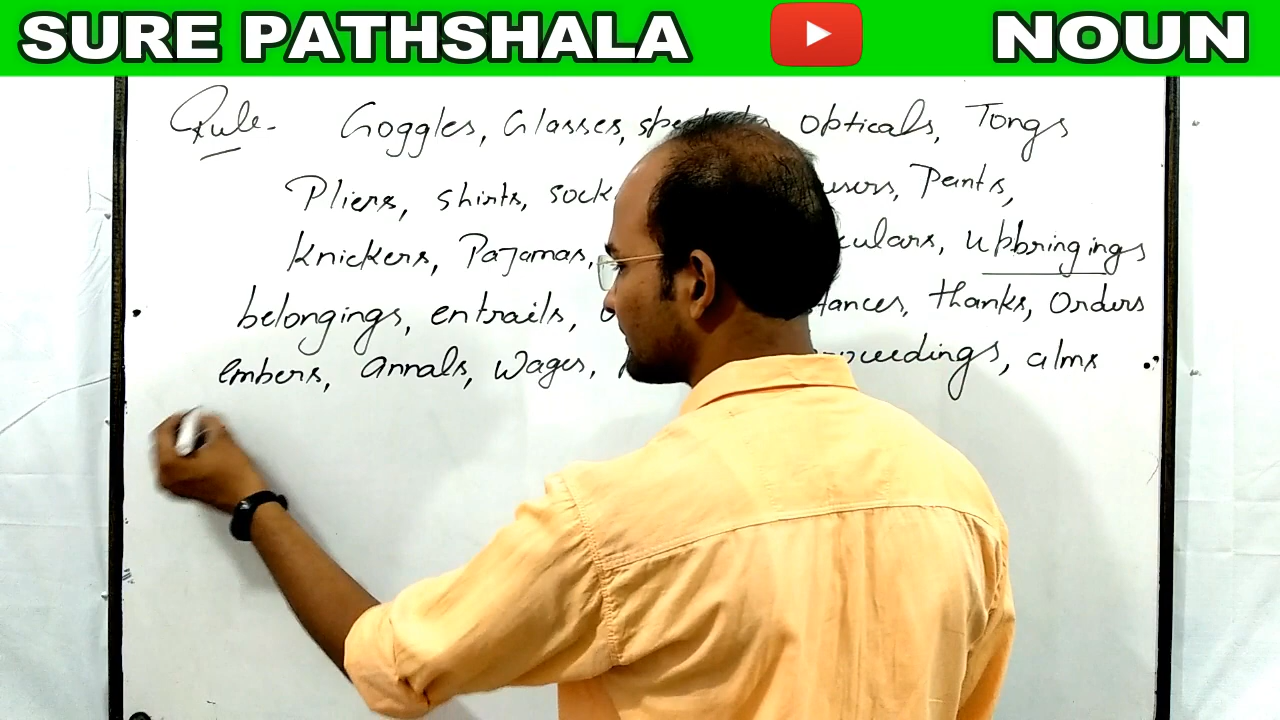 SURE PATHSHALA NOUN
Rule- Goggles, Glasses, opticals, Tongs
Pliers, shirts, Pants,
Knickers, Pajamas, Upbringings
belongings, entrails, thanks, Orders
embers, annals, wages, alms